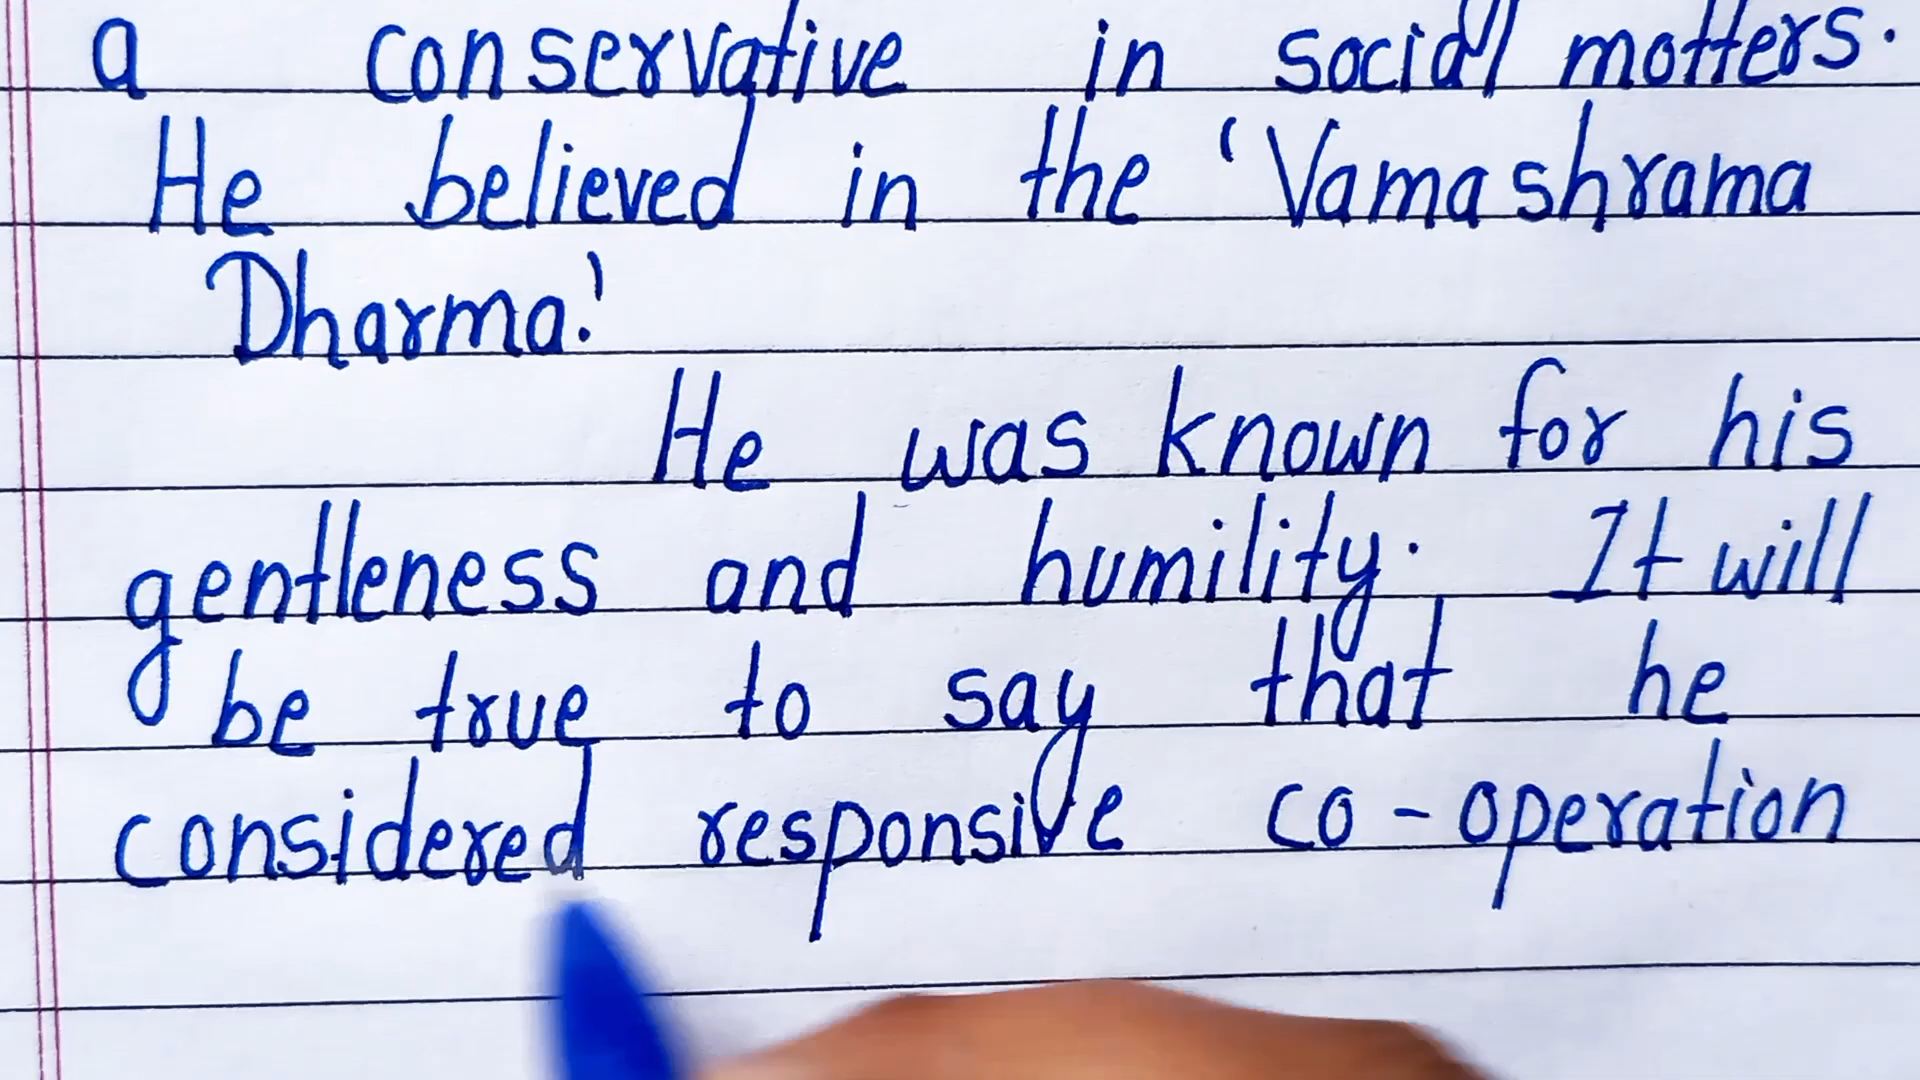 a conservative in social motters.
He believed in the 'Vamashrama
Dharma.'
He was known for his
gentleness and humility. It will
be true to say that he
considered responsive co-operation